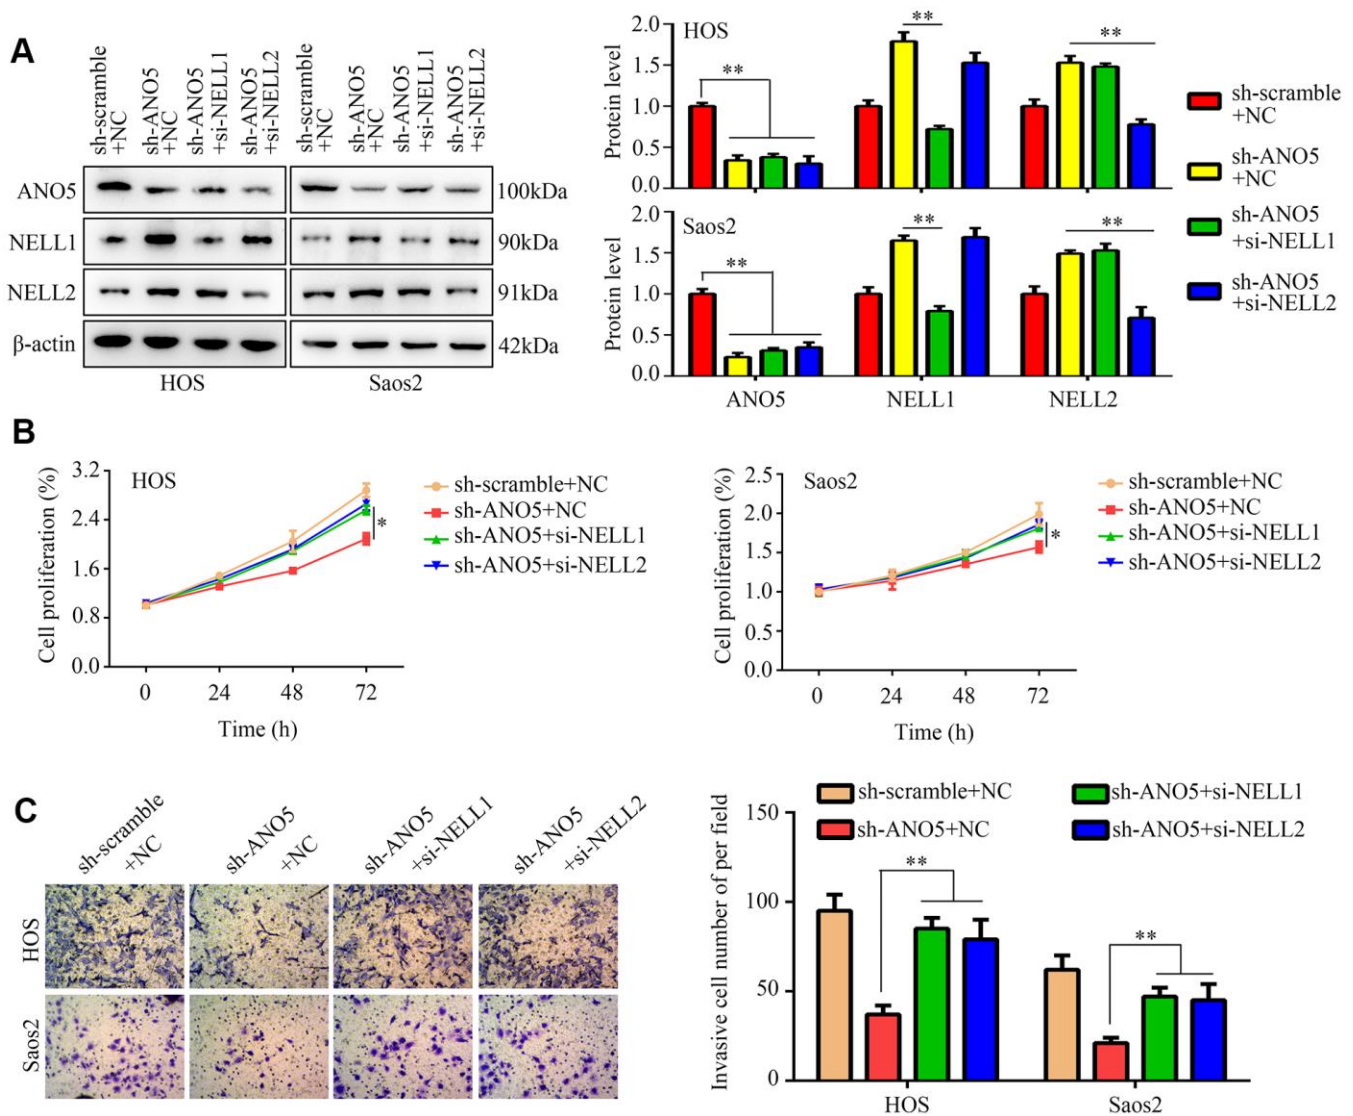 A
sh-scramble
+NC
sh-ANO5
+NC
sh-ANO5
+si-NELL1
sh-ANO5
+si-NELL2
sh-scramble
+NC
sh-ANO5
+NC
sh-ANO5
+si-NELL1
sh-ANO5
+si-NELL2
ANO5
100kDa
NELL1
90kDa
NELL2
91kDa
β-actin
42kDa
HOS
Saos2
HOS
Protein level
2.0
1.5
1.0
0.5
0.0
**
**
**
Saos2
Protein level
2.0
1.5
1.0
0.5
0.0
**
**
**
ANO5
NELL1
NELL2
sh-scramble
+NC
sh-ANO5
+NC
sh-ANO5
+si-NELL1
sh-ANO5
+si-NELL2
B
HOS
Cell proliferation (%)
3.2
2.4
1.6
0.8
0.0
0
24
48
72
Time (h)
*
sh-scramble+NC
sh-ANO5+NC
sh-ANO5+si-NELL1
sh-ANO5+si-NELL2
Saos2
Cell proliferation (%)
2.5
2.0
1.5
1.0
0.5
0.0
0
24
48
72
Time (h)
*
sh-scramble+NC
sh-ANO5+NC
sh-ANO5+si-NELL1
sh-ANO5+si-NELL2
C
sh-scramble
+NC
sh-ANO5
+NC
sh-ANO5
+si-NELL1
sh-ANO5
+si-NELL2
HOS
Saos2
sh-scramble+NC
sh-ANO5+NC
sh-ANO5+si-NELL1
sh-ANO5+si-NELL2
Invasive cell number of per field
150
100
50
0
**
**
HOS
Saos2